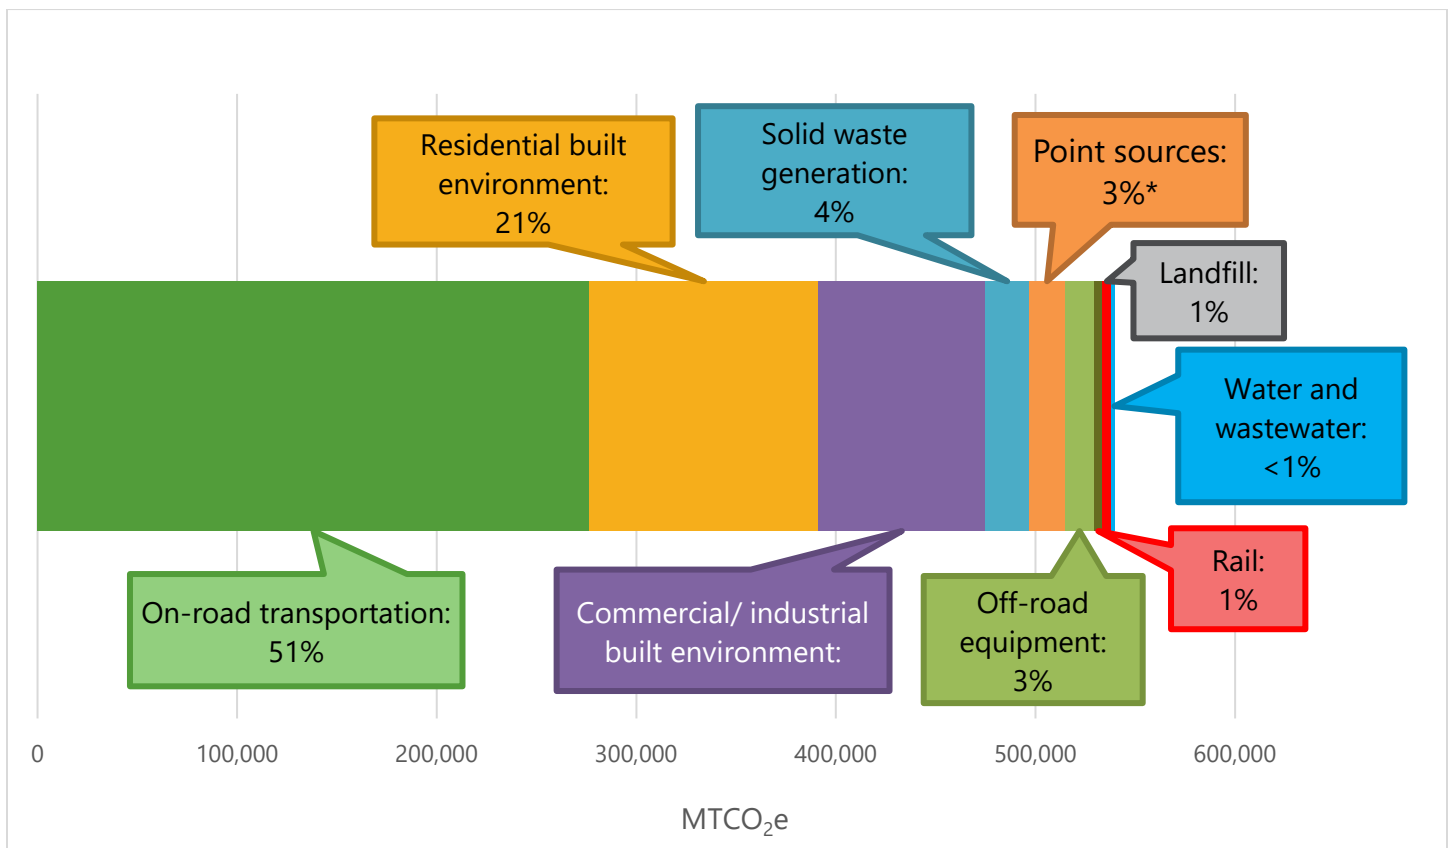 Residential built
environment:
21%
Solid waste
generation:
4%
Point sources:
3%*
Landfill:
1%
Water and
wastewater:
<1%
On-road transportation:
51%
Commercial/ industrial
built environment:
Off-road
equipment:
3%
Rail:
1%
0 100,000 200,000 300,000 400,000 500,000 600,000
MTCO₂e